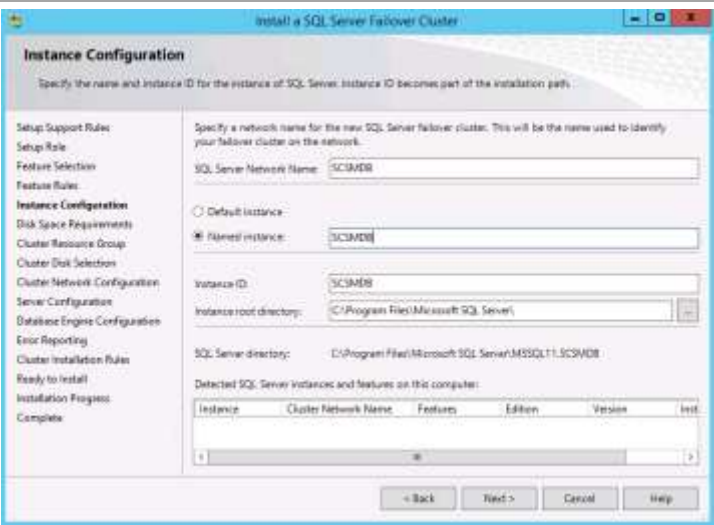 Install a SQL Server Failover Cluster
Instance Configuration
Specify the name and instance ID for the instance of SQL Server. Instance ID becomes part of the installation path.
Setup Support Rules
Setup Role
Feature Selection
Feature Rules
Instance Configuration
Disk Space Requirements
Cluster Resource Group
Cluster Disk Selection
Cluster Network Configuration
Server Configuration
Database Engine Configuration
Error Reporting
Cluster Installation Rules
Ready to Install
Installation Progress
Complete
Specify a network name for the new SQL Server failover cluster. This will be the name used to identify
your failover cluster on the network.
SQL Server Network Name: SCSMDB
Default instance
Named instance: SCSMDB
Instance ID: SCSMDB
Instance root directory: C:\Program Files\Microsoft SQL Server\ ...
SQL Server directory: C:\Program Files\Microsoft SQL Server\MSSQL11.SCSMDB
Detected SQL Server instances and features on this computer:
Instance Cluster Network Name Features Edition Version Inst
< Back Next > Cancel Help